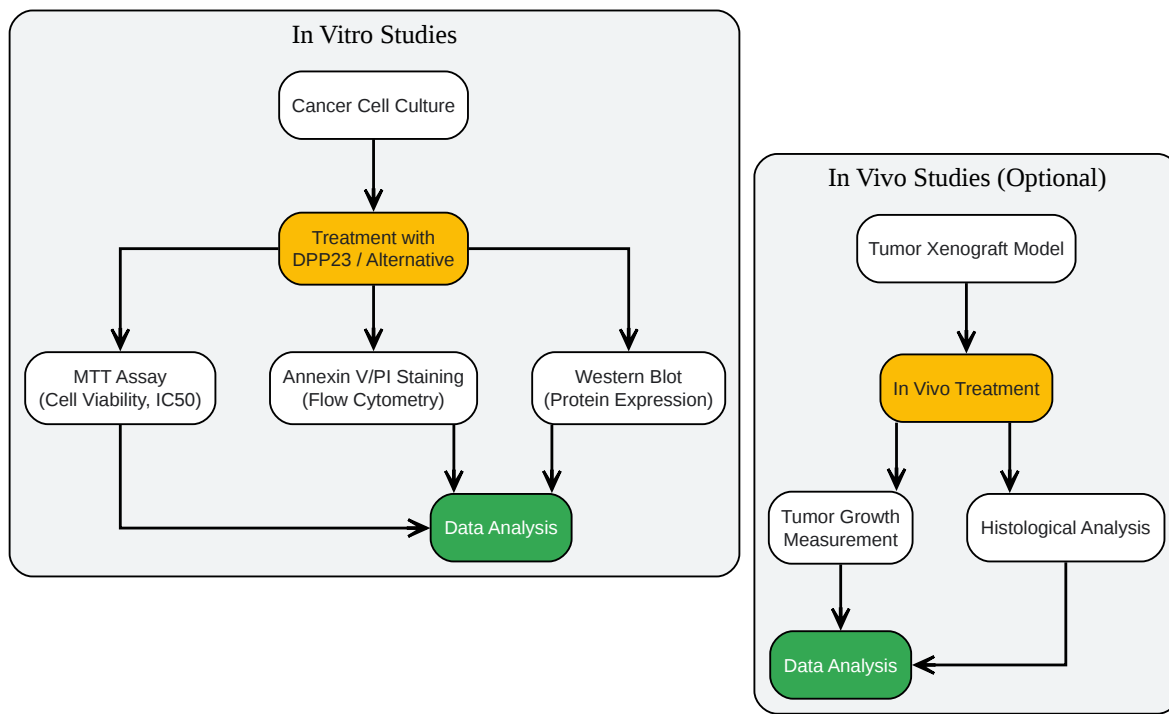 In Vitro Studies
Cancer Cell Culture
Treatment with
DPP23 / Alternative
MTT Assay
(Cell Viability, IC50)
Annexin V/PI Staining
(Flow Cytometry)
Western Blot
(Protein Expression)
Data Analysis
In Vivo Studies (Optional)
Tumor Xenograft Model
In Vivo Treatment
Tumor Growth
Measurement
Histological Analysis
Data Analysis